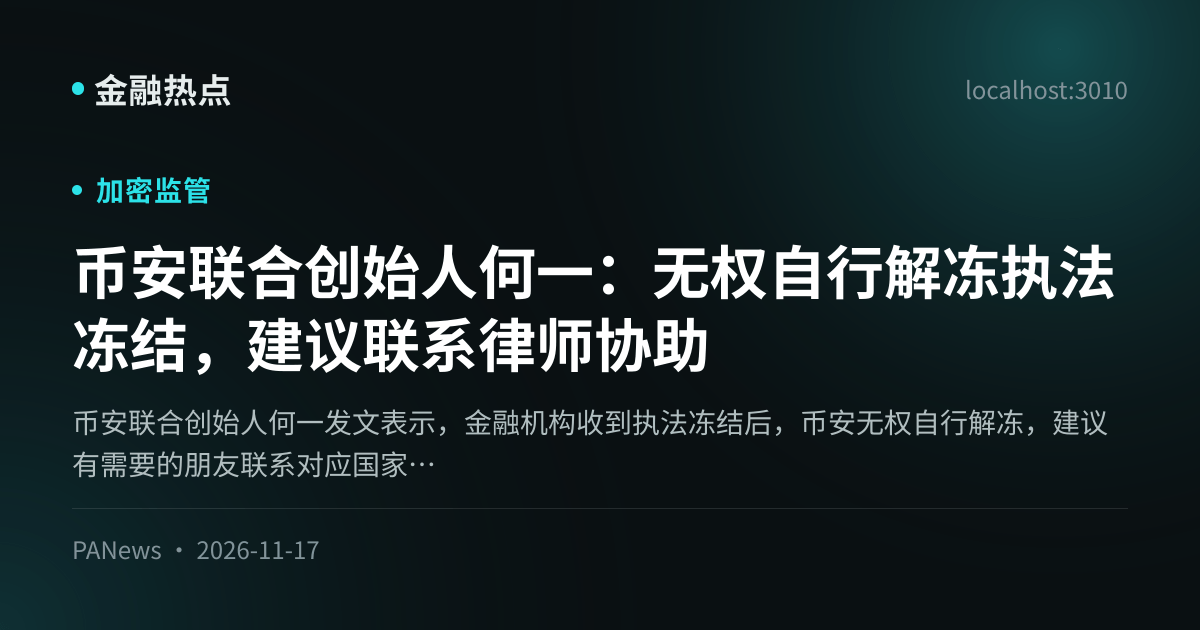 金融热点
localhost:3010
加密监管
币安联合创始人何一：无权自行解冻执法
冻结，建议联系律师协助
币安联合创始人何一发文表示，金融机构收到执法冻结后，币安无权自行解冻，建议
有需要的朋友联系对应国家…
PANews • 2026-11-17